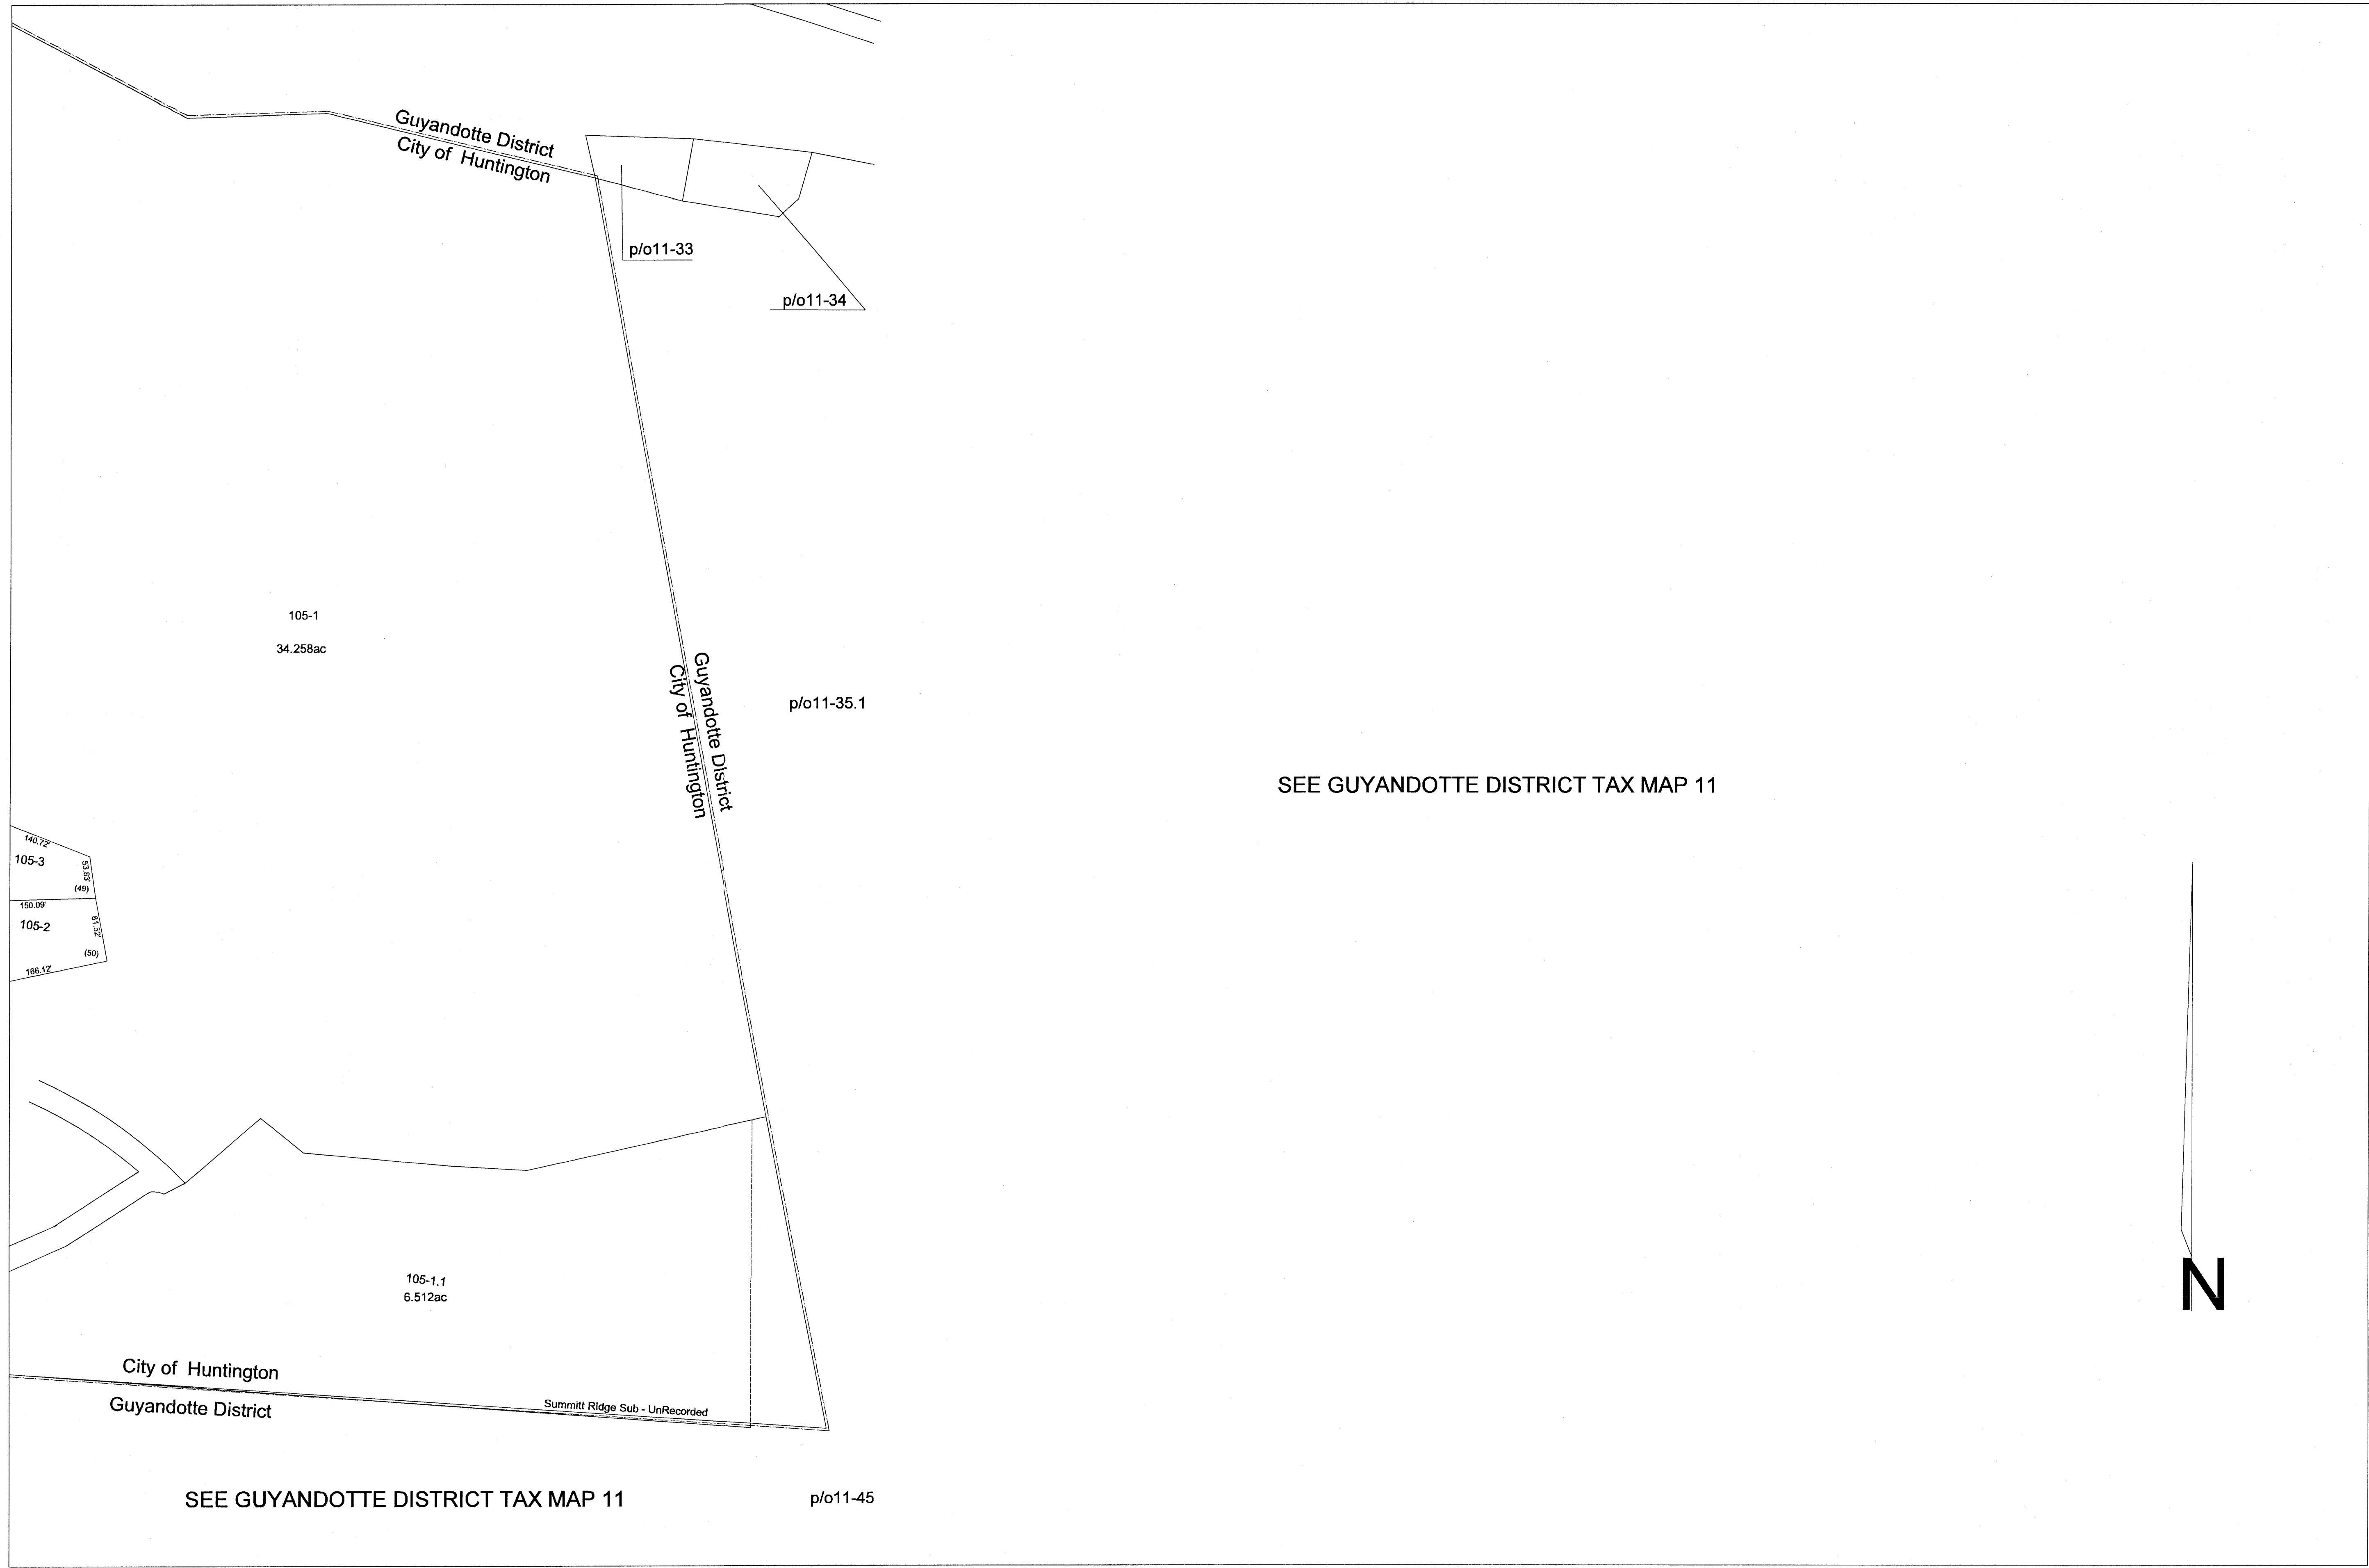 Guyandotte District
City of Huntington
p/o11-33
p/o11-34
105-1
34.258ac
Guyandotte District
City of Huntington
p/o11-35.1
SEE GUYANDOTTE DISTRICT TAX MAP 11
140.72'
105-3
53.83'
(49)
150.09'
105-2
81.52'
(50)
166.12'
105-1.1
6.512ac
N
City of Huntington
Guyandotte District
Summitt Ridge Sub - UnRecorded
SEE GUYANDOTTE DISTRICT TAX MAP 11
p/o11-45